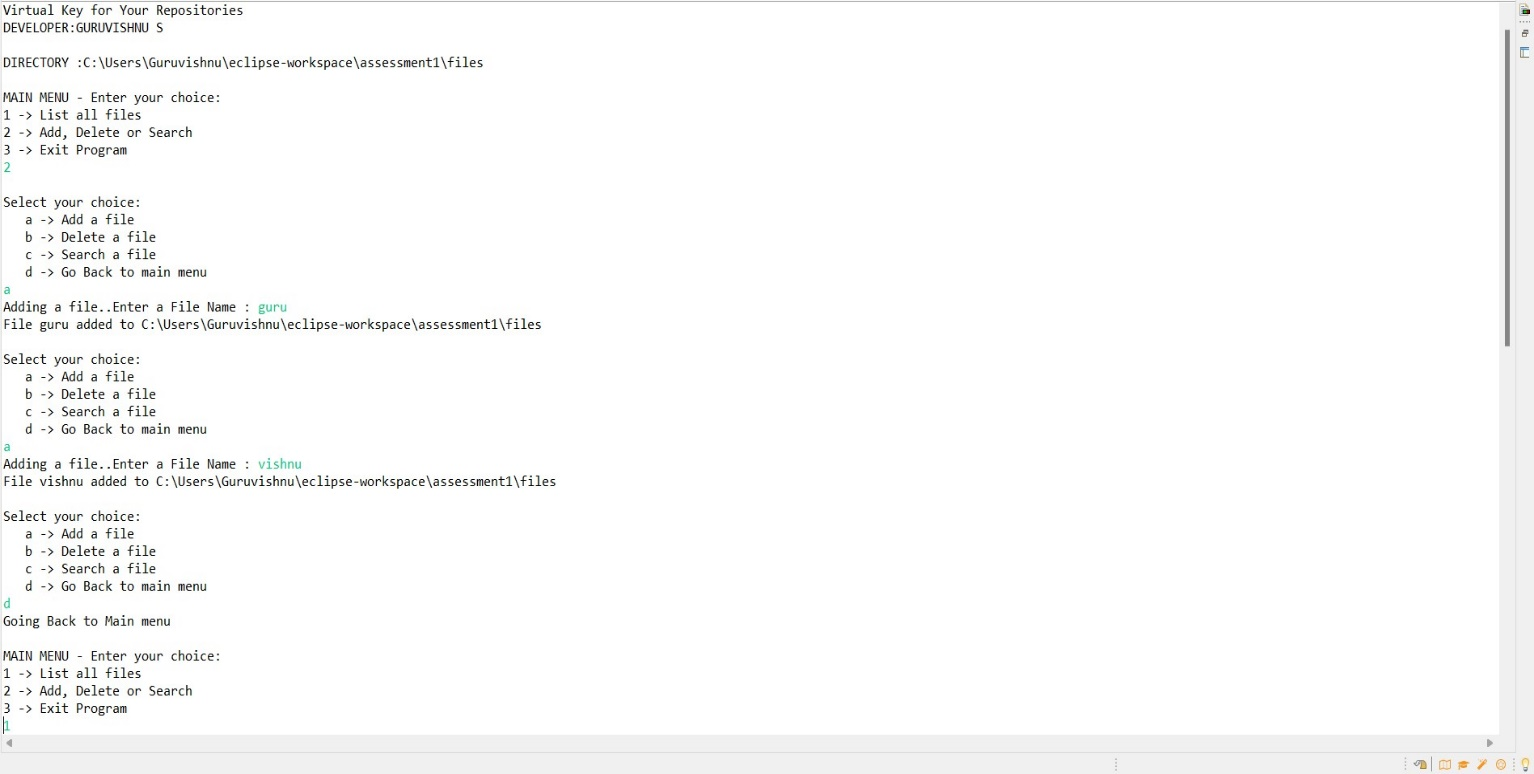 Virtual Key for Your Repositories
DEVELOPER:GURUVISHNU S
DIRECTORY :C:\Users\Guruvishnu\eclipse-workspace\assessment1\files
MAIN MENU - Enter your choice:
1 -> List all files
2 -> Add, Delete or Search
3 -> Exit Program
2
Select your choice:
   a -> Add a file
   b -> Delete a file
   c -> Search a file
   d -> Go Back to main menu
a
Adding a file..Enter a File Name : guru
File guru added to C:\Users\Guruvishnu\eclipse-workspace\assessment1\files
Select your choice:
   a -> Add a file
   b -> Delete a file
   c -> Search a file
   d -> Go Back to main menu
a
Adding a file..Enter a File Name : vishnu
File vishnu added to C:\Users\Guruvishnu\eclipse-workspace\assessment1\files
Select your choice:
   a -> Add a file
   b -> Delete a file
   c -> Search a file
   d -> Go Back to main menu
d
Going Back to Main menu
MAIN MENU - Enter your choice:
1 -> List all files
2 -> Add, Delete or Search
3 -> Exit Program
1